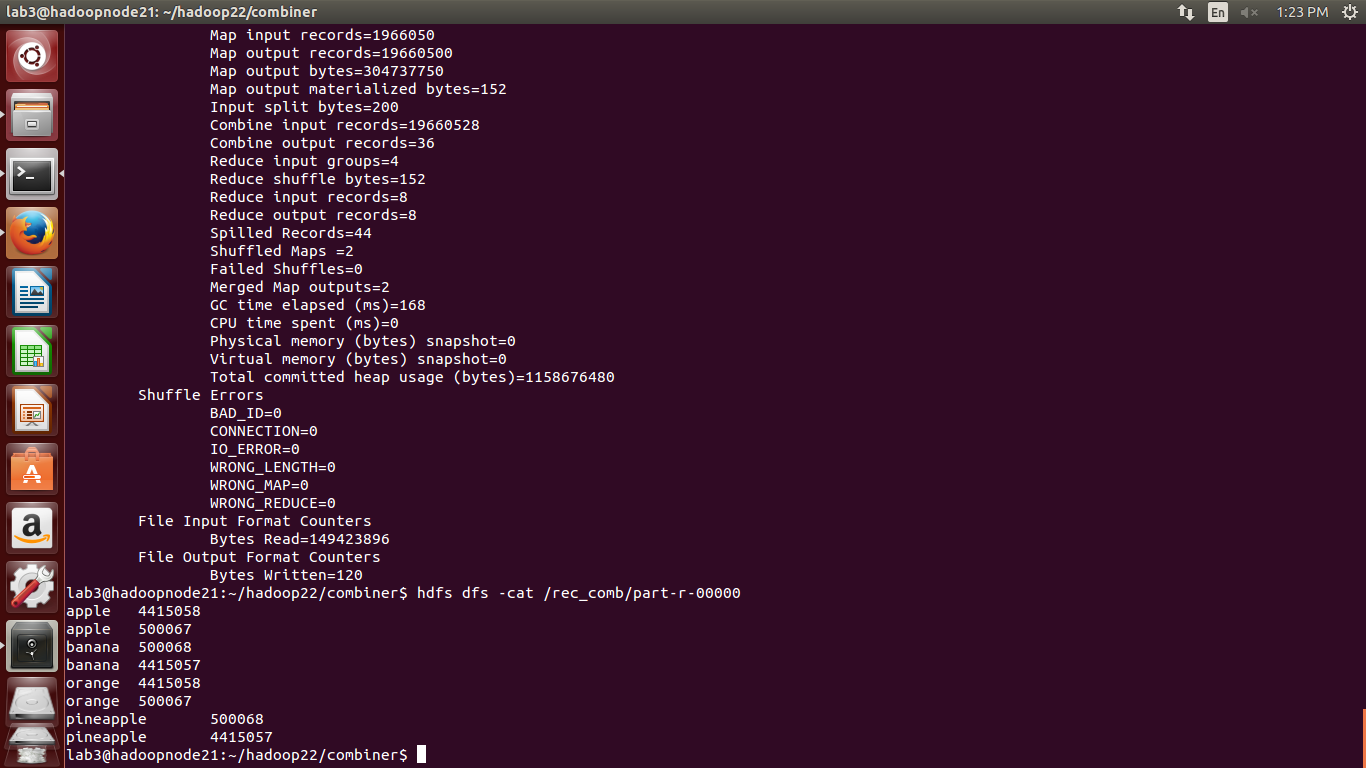 lab3@hadoopnode21: ~/hadoop22/combiner En 1:23 PM
Map input records=1966050
Map output records=19660500
Map output bytes=304737750
Map output materialized bytes=152
Input split bytes=200
Combine input records=19660528
Combine output records=36
Reduce input groups=4
Reduce shuffle bytes=152
Reduce input records=8
Reduce output records=8
Spilled Records=44
Shuffled Maps =2
Failed Shuffles=0
Merged Map outputs=2
GC time elapsed (ms)=168
CPU time spent (ms)=0
Physical memory (bytes) snapshot=0
Virtual memory (bytes) snapshot=0
Total committed heap usage (bytes)=1158676480
Shuffle Errors
BAD_ID=0
CONNECTION=0
IO_ERROR=0
WRONG_LENGTH=0
WRONG_MAP=0
WRONG_REDUCE=0
File Input Format Counters
Bytes Read=149423896
File Output Format Counters
Bytes Written=120
lab3@hadoopnode21:~/hadoop22/combiner$ hdfs dfs -cat /rec_comb/part-r-00000
apple 4415058
apple 500067
banana 500068
banana 4415057
orange 4415058
orange 500067
pineapple 500068
pineapple 4415057
lab3@hadoopnode21:~/hadoop22/combiner$